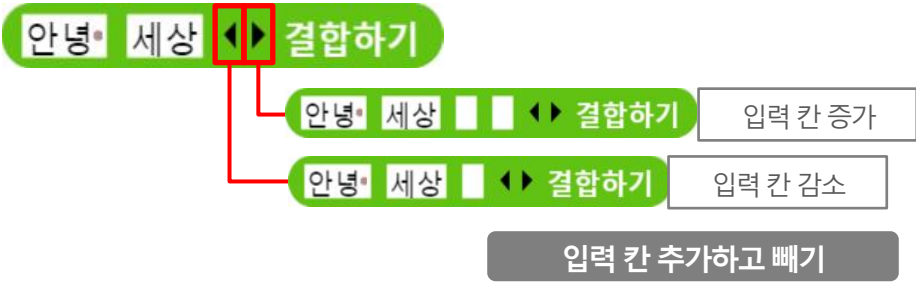 안녕 세상 ◀▶ 결합하기
안녕 세상 ◀▶ 결합하기 입력 칸 증가
안녕 세상 ◀▶ 결합하기 입력 칸 감소
입력 칸 추가하고 빼기